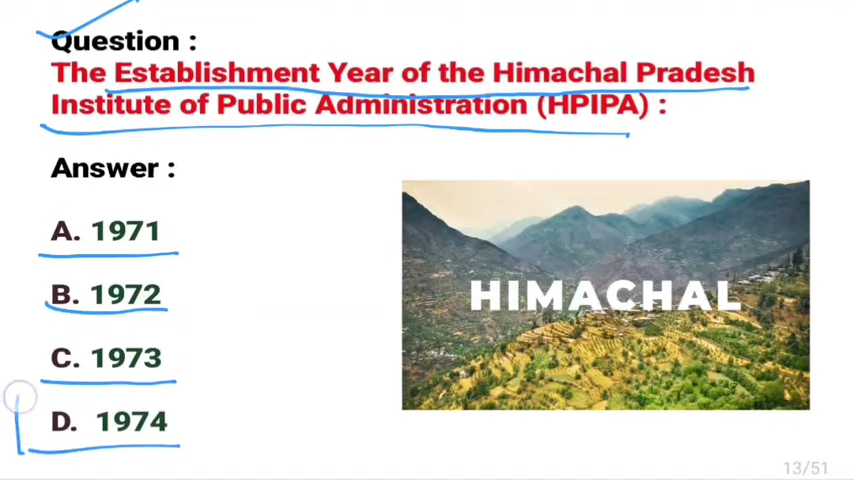 Question :
The Establishment Year of the Himachal Pradesh
Institute of Public Administration (HPIPA) :
Answer :
A. 1971
B. 1972
C. 1973
D. 1974
HIMACHAL
13/51